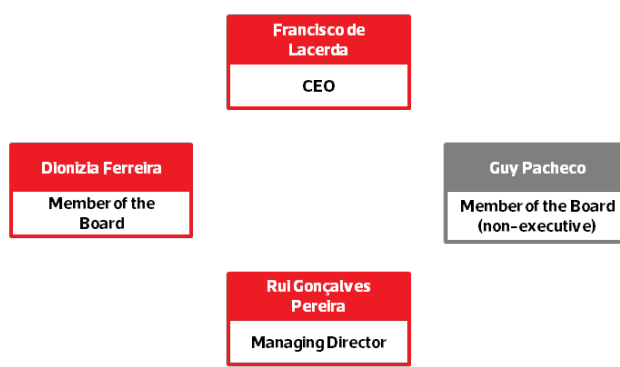 Francisco de
Lacerda
CEO
Dionizia Ferreira
Member of the
Board
Guy Pacheco
Member of the Board
(non-executive)
Rui Gonçalves
Pereira
Managing Director